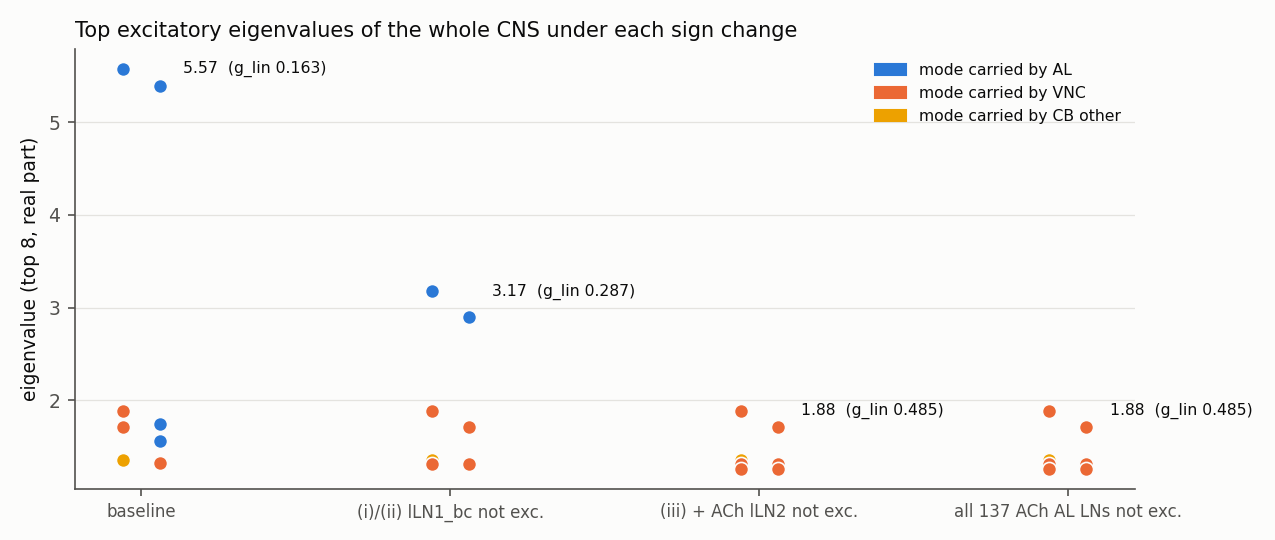 Top excitatory eigenvalues of the whole CNS under each sign change
eigenvalue (top 8, real part)
5
4
3
2
5.57 (g_lin 0.163)
3.17 (g_lin 0.287)
1.88 (g_lin 0.485)
1.88 (g_lin 0.485)
mode carried by AL
mode carried by VNC
mode carried by CB other
baseline
(i)/(ii) lLN1_bc not exc.
(iii) + ACh lLN2 not exc.
all 137 ACh AL LNs not exc.